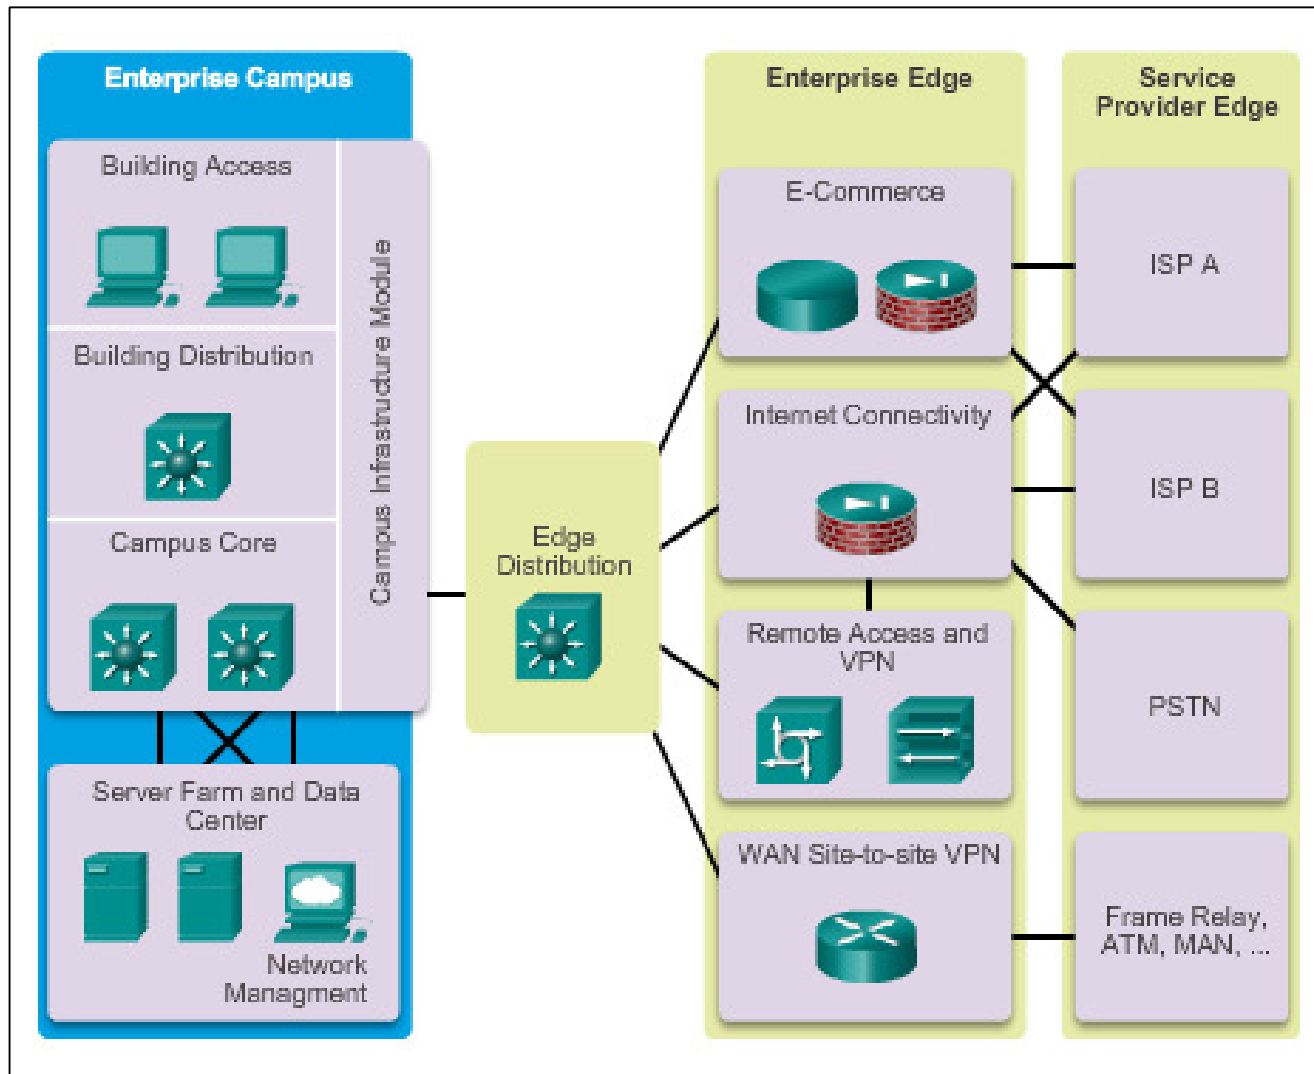 Enterprise Campus
Building Access
Building Distribution
Campus Core
Campus Infrastructure Module
Server Farm and Data
Center
Network
Managment
Edge
Distribution
Enterprise Edge
E-Commerce
Internet Connectivity
Remote Access and
VPN
WAN Site-to-site VPN
Service
Provider Edge
ISP A
ISP B
PSTN
Frame Relay,
ATM, MAN, ...